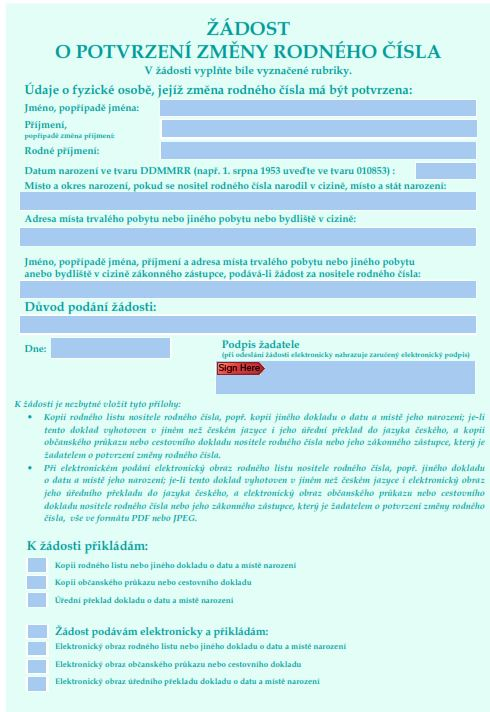 ŽÁDOST
O POTVRZENÍ ZMĚNY RODNÉHO ČÍSLA
V žádosti vyplňte bíle vyznačené rubriky.
Údaje o fyzické osobě, jejíž změna rodného čísla má být potvrzena:
Jméno, popřípadě jména:
Příjmení,
popřípadě změna příjmení:
Rodné příjmení:
Datum narození ve tvaru DDMMRR (např. 1. srpna 1953 uveďte ve tvaru 010853) :
Místo a okres narození, pokud se nositel rodného čísla narodil v cizině, místo a stát narození:
Adresa místa trvalého pobytu nebo jiného pobytu nebo bydliště v cizině:
Jméno, popřípadě jména, příjmení a adresa místa trvalého pobytu nebo jiného pobytu
anebo bydliště v cizině zákonného zástupce, podává-li žádost za nositele rodného čísla:
Důvod podání žádosti:
Dne:
Podpis žadatele
(při odeslání žádosti elektronicky nahrazuje zaručený elektronický podpis)
Sign Here
K žádosti je nezbytné vložit tyto přílohy:
• Kopii rodného listu nositele rodného čísla, popř. kopii jiného dokladu o datu a místě jeho narození; je-li
tento doklad vyhotoven v jiném než českém jazyce i jeho úřední překlad do jazyka českého, a kopii
občanského průkazu nebo cestovního dokladu nositele rodného čísla nebo jeho zákonného zástupce, který je
žadatelem o potvrzení změny rodného čísla.
• Při elektronickém podání elektronický obraz rodného listu nositele rodného čísla, popř. jiného dokladu
o datu a místě jeho narození; je-li tento doklad vyhotoven v jiném než českém jazyce i elektronický obraz
jeho úředního překladu do jazyka českého, a elektronický obraz občanského průkazu nebo cestovního
dokladu nositele rodného čísla nebo jeho zákonného zástupce, který je žadatelem o potvrzení změny rodného
čísla, vše ve formátu PDF nebo JPEG.
K žádosti přikládám:
Kopii rodného listu nebo jiného dokladu o datu a místě narození
Kopii občanského průkazu nebo cestovního dokladu
Úřední překlad dokladu o datu a místě narození
Žádost podávám elektronicky a přikládám:
Elektronický obraz rodného listu nebo jiného dokladu o datu a místě narození
Elektronický obraz občanského průkazu nebo cestovního dokladu
Elektronický obraz úředního překladu dokladu o datu a místě narození